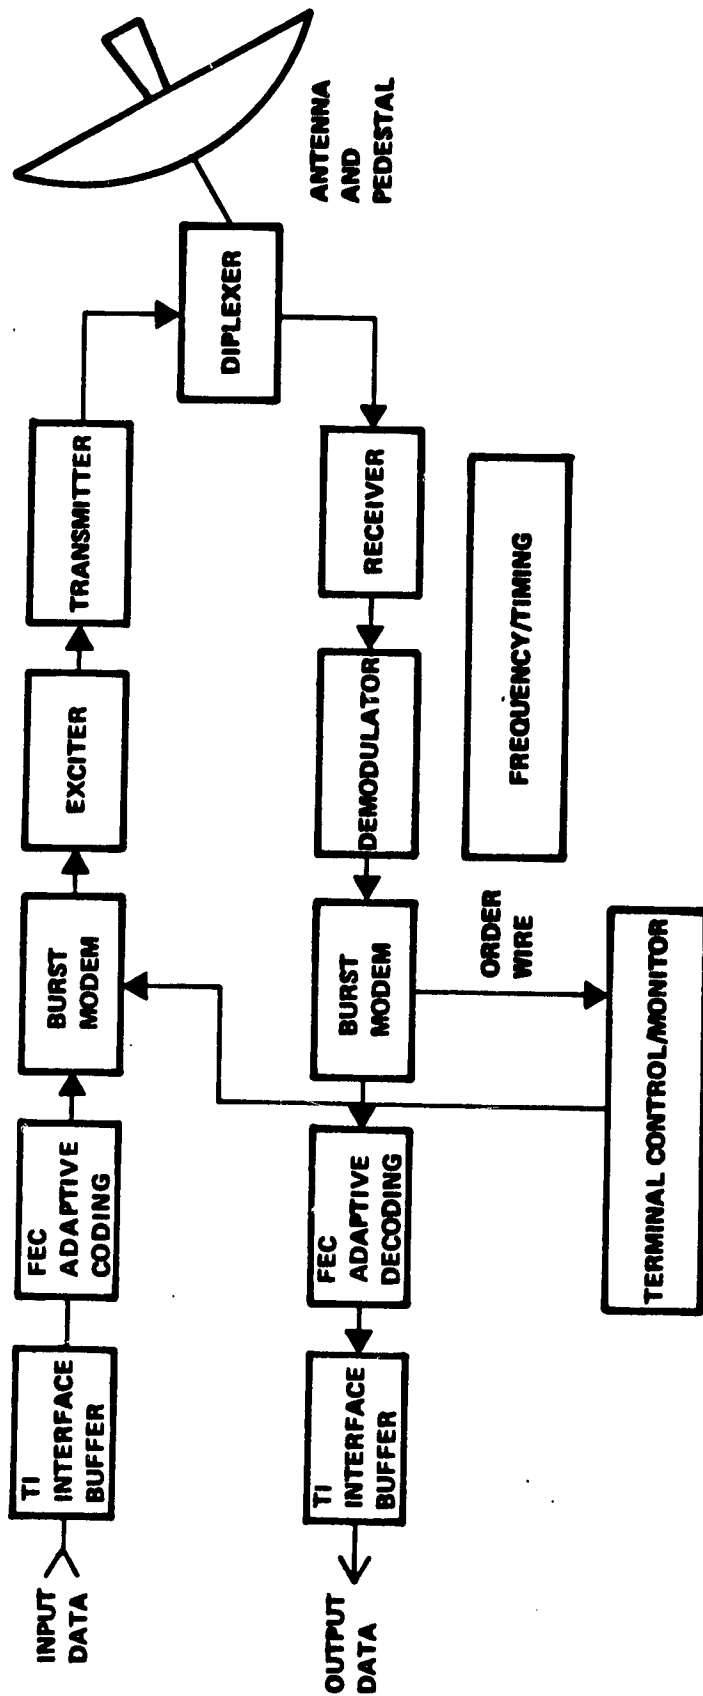 INPUT
DATA
TI
INTERFACE
BUFFER
FEC
ADAPTIVE
CODING
BURST
MODEM
EXCITER
TRANSMITTER
DIPLEXER
ANTENNA
AND
PEDESTAL
RECEIVER
DEMODULATOR
BURST
MODEM
FEC
ADAPTIVE
DECODING
TI
INTERFACE
BUFFER
OUTPUT
DATA
ORDER
WIRE
FREQUENCY/TIMING
TERMINAL CONTROL/MONITOR